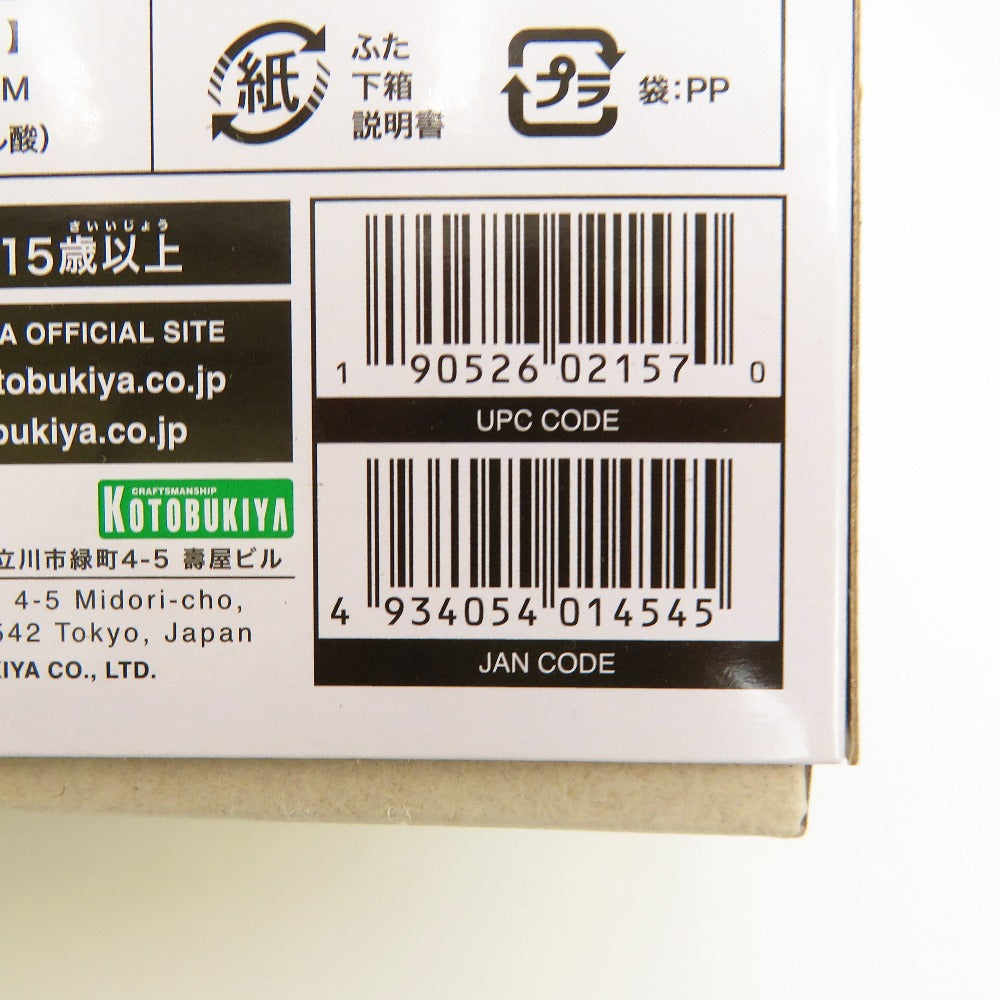 】
M
ル酸)
紙
ふた
下箱
説明書
プラ
袋:PP
さいいじょう
15歳以上
A OFFICIAL SITE
tobukiya.co.jp
bukiya.co.jp
CRAFTSMANSHIP
KOTOBUKIYA
立川市緑町4-5 壽屋ビル
4-5 Midori-cho,
542 Tokyo, Japan
KIYA CO., LTD.
1 90526 02157 0
UPC CODE
4 934054 014545
JAN CODE